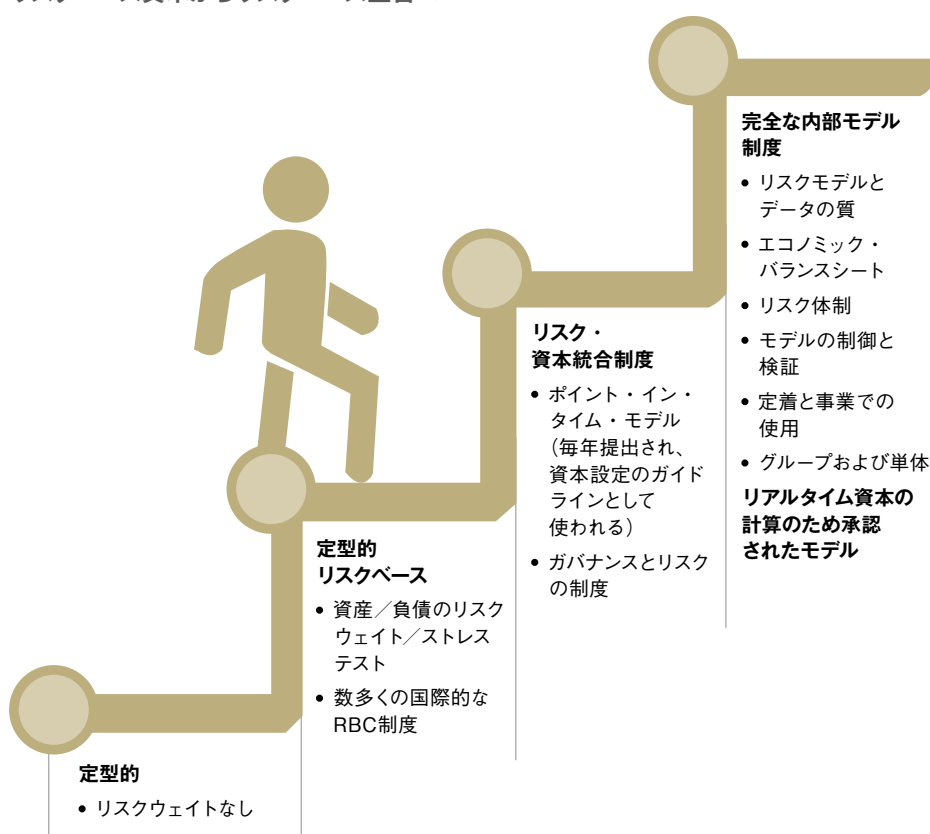 定型的
• リスクウェイトなし
定型的
リスクベース
• 資産／負債のリスク
ウェイト／ストレス
テスト
• 数多くの国際的な
RBC制度
リスク・
資本統合制度
• ポイント・イン・
タイム・モデル
（毎年提出され、
資本設定のガイド
ラインとして
使われる）
• ガバナンスとリスク
の制度
完全な内部モデル
制度
• リスクモデルと
データの質
• エコノミック・
バランスシート
• リスク体制
• モデルの制御と
検証
• 定着と事業での
使用
• グループおよび単体
リアルタイム資本の
計算のため承認
されたモデル